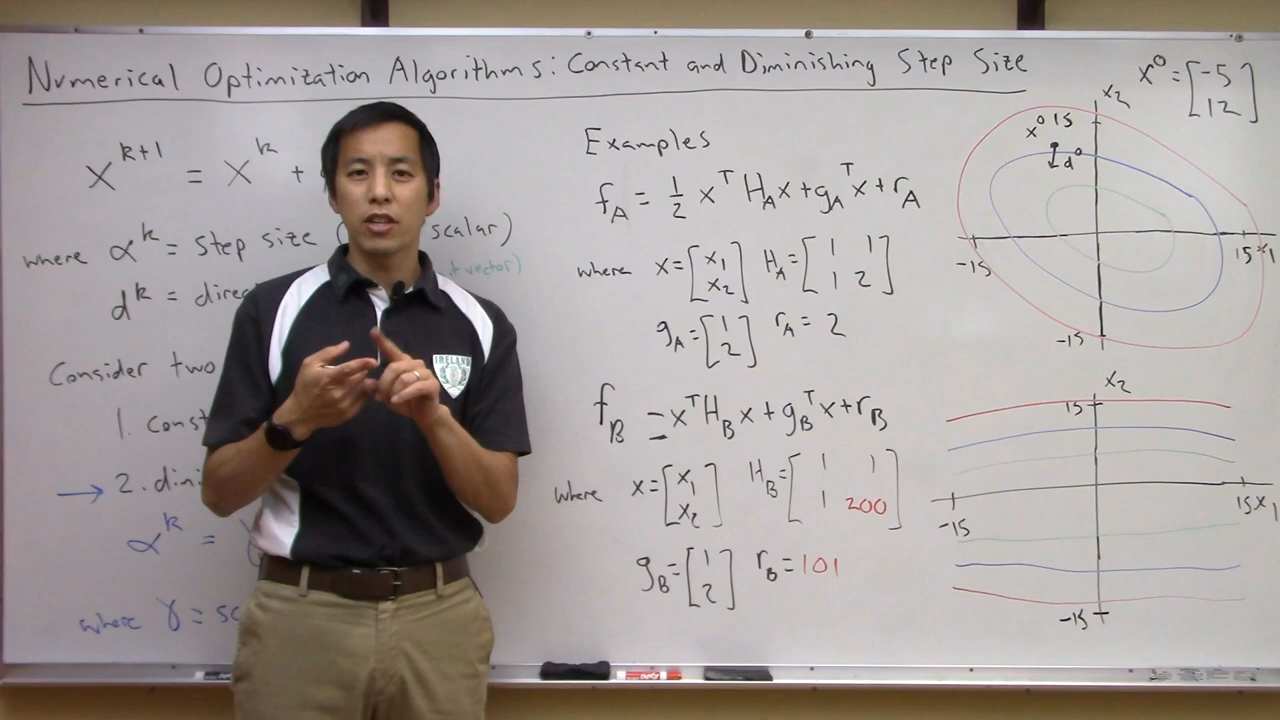 Numerical Optimization Algorithms: Constant and Diminishing Step Size
x^{k+1} = x^k +
where α^k = step size ( scalar)
d^k = direc
t vector)
Consider two
1. const
→ 2. dimi
α^k =
where γ = sc
IRELAND
Examples
f_A = 1/2 x^T H_A x + g_A^T x + r_A
where x = [x_1 x_2] H_A = [1 1
1 2]
g_A = [1 2] r_A = 2
f_B = x^T H_B x + g_B^T x + r_B
where x = [x_1 x_2] H_B = [1 1
1 200]
g_B = [1 2] r_B = 101
x^0 = [-5 12]
x_2
x^0 15
d^0
-15 15 x_1
-15
x_2
15
-15 15 x_1
-15